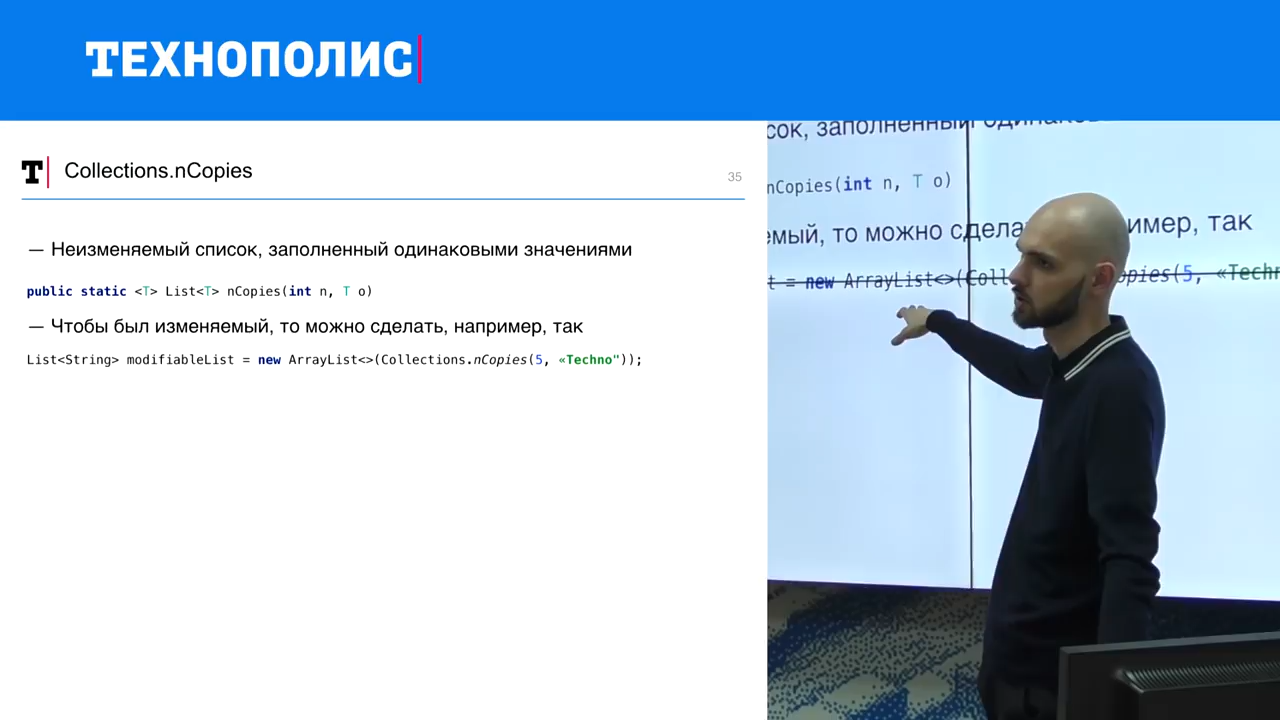 ТЕХНОПОЛИС
T Collections.nCopies
35
— Неизменяемый список, заполненный одинаковыми значениями
public static <T> List<T> nCopies(int n, T o)
— Чтобы был изменяемый, то можно сделать, например, так
List<String> modifiableList = new ArrayList<>(Collections.nCopies(5, «Techno"));
сок, заполненный
nCopies(int n, T o)
емый, то можно сдела имер, так
t = new ArrayList<>(Coll opies(5, «Techn